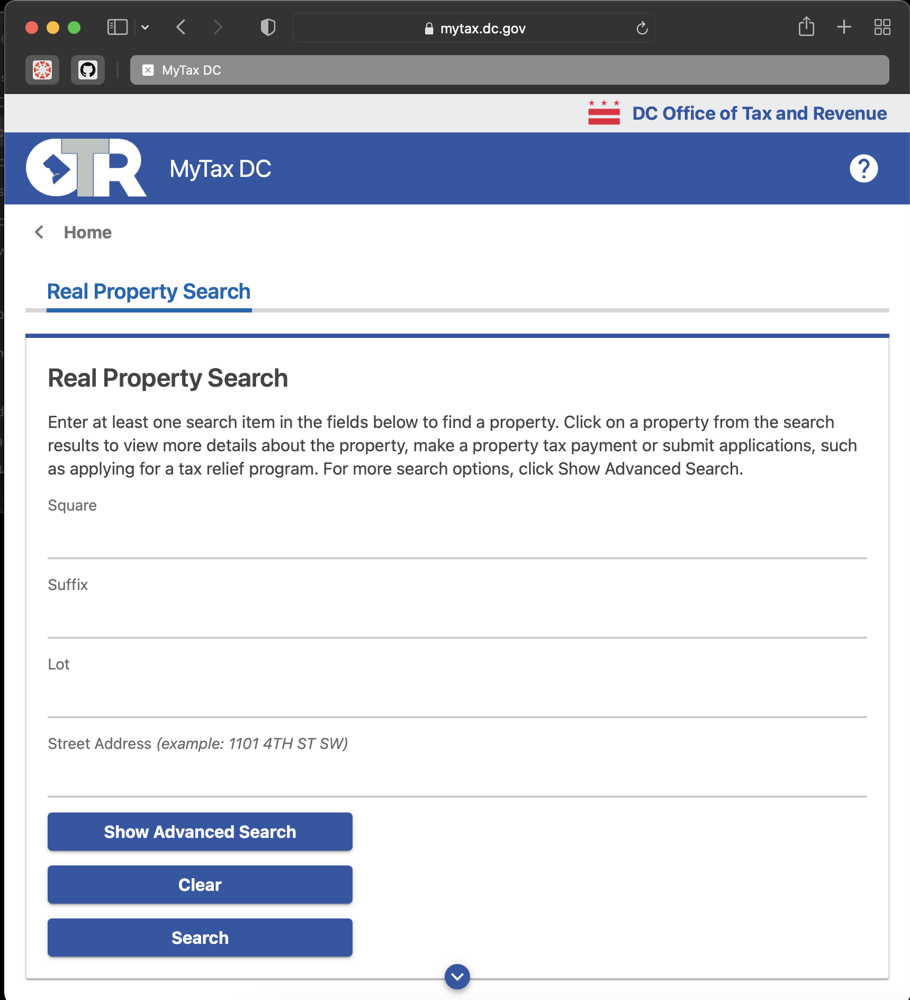 mytax.dc.gov
MyTax DC
DC Office of Tax and Revenue
OTR MyTax DC ?
Home
Real Property Search
Real Property Search
Enter at least one search item in the fields below to find a property. Click on a property from the search
results to view more details about the property, make a property tax payment or submit applications, such
as applying for a tax relief program. For more search options, click Show Advanced Search.
Square
Suffix
Lot
Street Address (example: 1101 4TH ST SW)
Show Advanced Search
Clear
Search